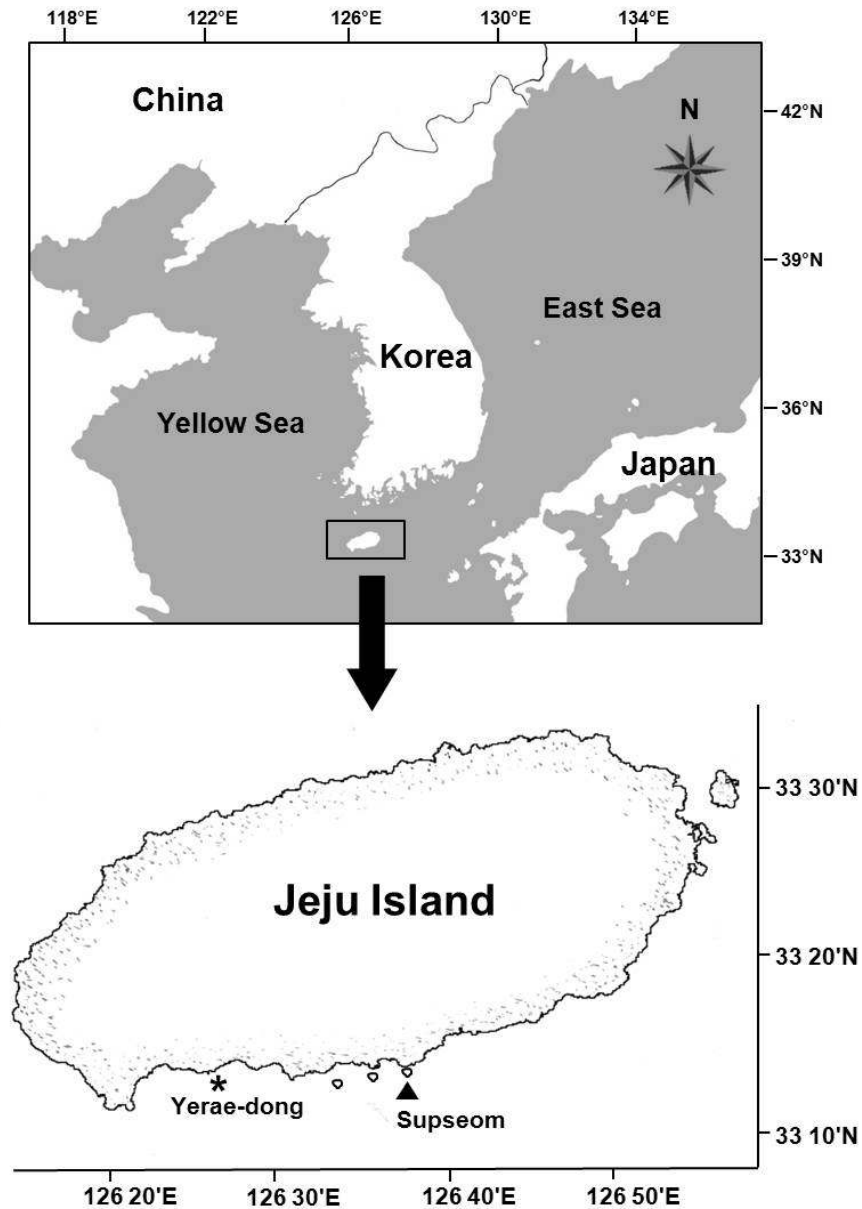 118°E 122°E 126°E 130°E 134°E
China
N
42°N
39°N
East Sea
Korea
Yellow Sea
36°N
Japan
33°N
33 30'N
Jeju Island
33 20'N
*
Yerae-dong
Supseom
33 10'N
126 20'E 126 30'E 126 40'E 126 50'E